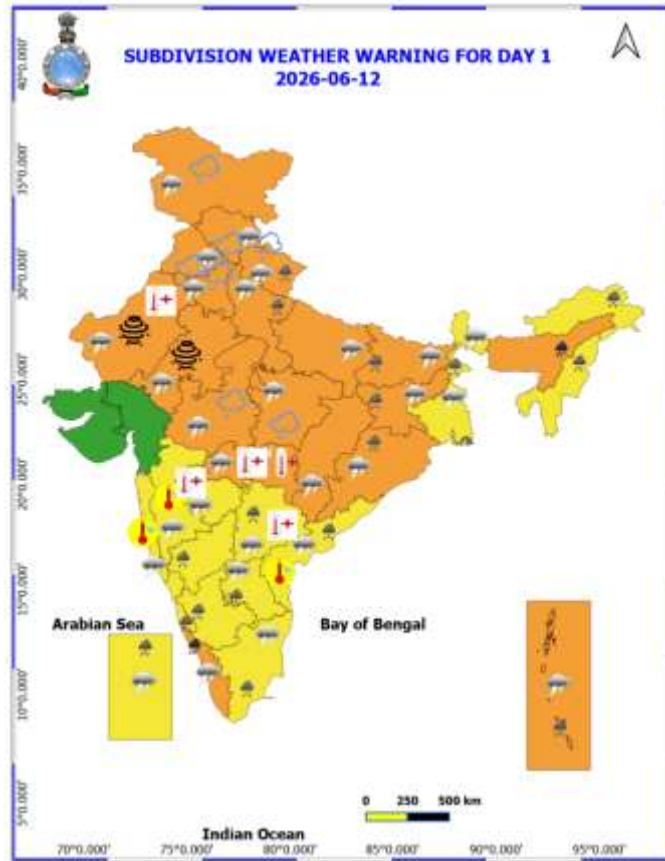 SUBDIVISION WEATHER WARNING FOR DAY 1
2026-06-12
40°0.000'
35°0.000'
30°0.000'
25°0.000'
20°0.000'
15°0.000'
10°0.000'
5°0.000'
Arabian Sea
Bay of Bengal
0 250 500 km
Indian Ocean
70°0.000' 75°0.000' 80°0.000' 85°0.000' 90°0.000' 95°0.000'